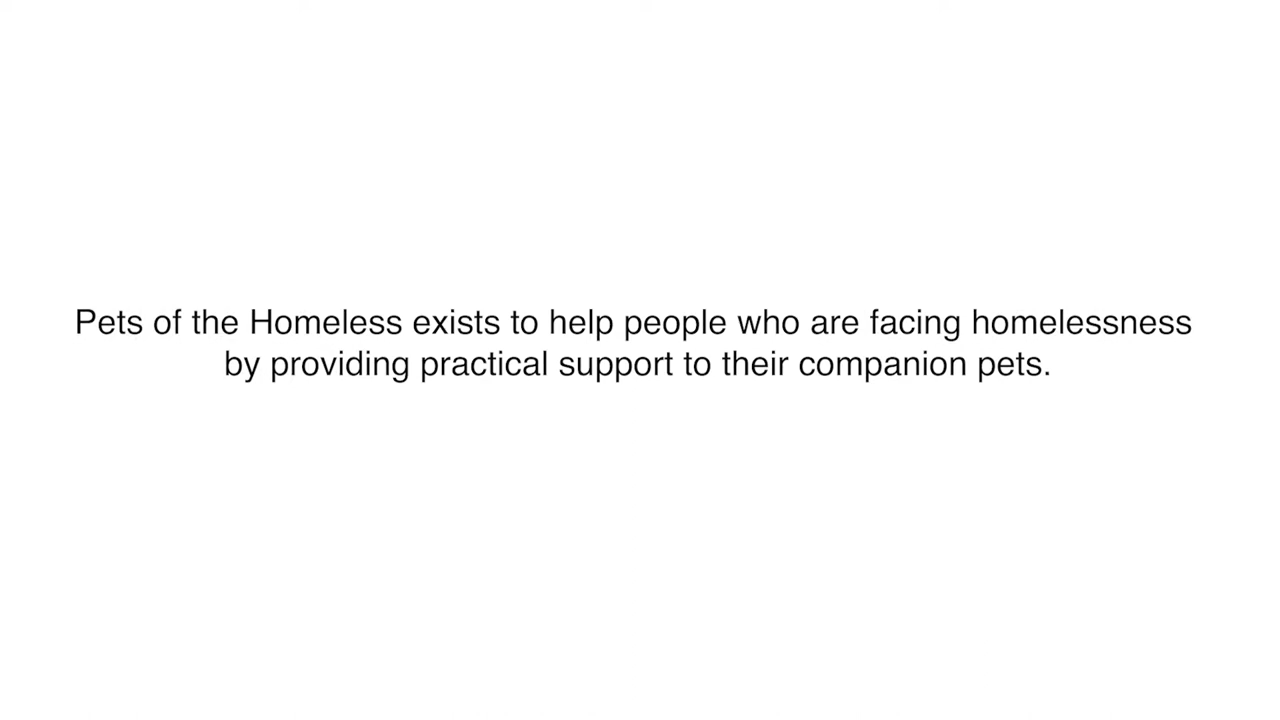 Pets of the Homeless exists to help people who are facing homelessness
by providing practical support to their companion pets.